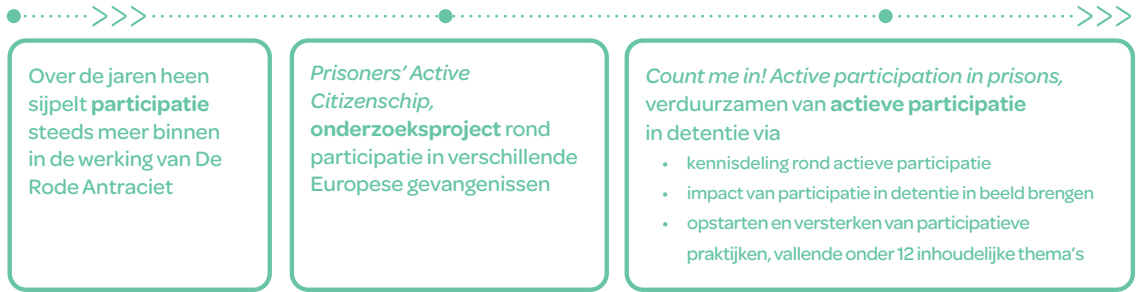 Over de jaren heen
sijpelt participatie
steeds meer binnen
in de werking van De
Rode Antraciet
Prisoners' Active
Citizenschip,
onderzoeksproject rond
participatie in verschillende
Europese gevangenissen
Count me in! Active participation in prisons,
verduurzamen van actieve participatie
in detentie via
• kennisdeling rond actieve participatie
• impact van participatie in detentie in beeld brengen
• opstarten en versterken van participatieve
praktijken, vallende onder 12 inhoudelijke thema's